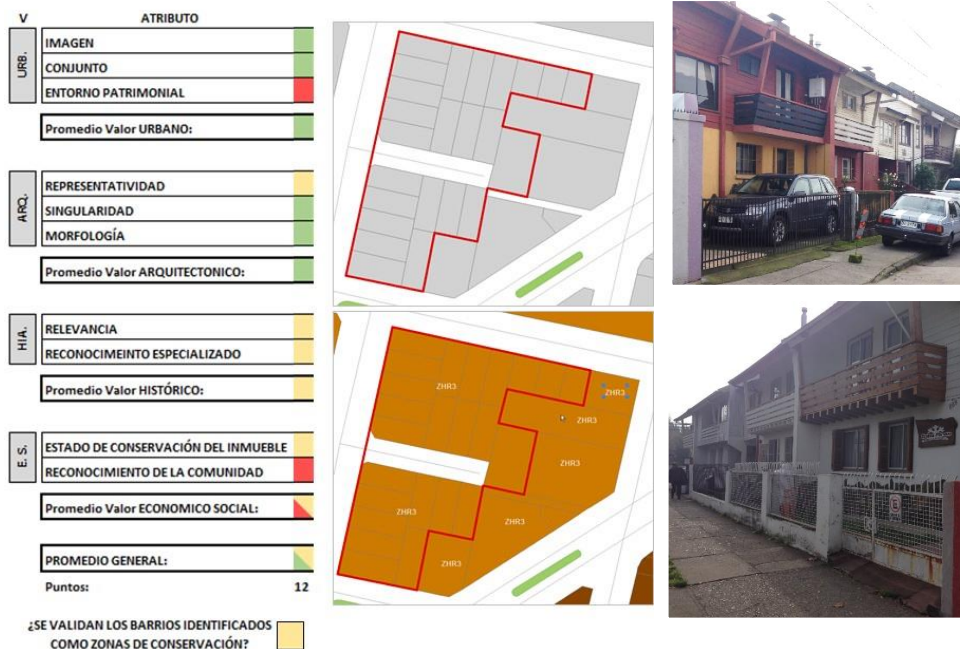 V ATRIBUTO
URB.
IMAGEN
CONJUNTO
ENTORNO PATRIMONIAL
Promedio Valor URBANO:
ARQ.
REPRESENTATIVIDAD
SINGULARIDAD
MORFOLOGÍA
Promedio Valor ARQUITECTONICO:
HIA.
RELEVANCIA
RECONOCIMEINTO ESPECIALIZADO
Promedio Valor HISTÓRICO:
E. S.
ESTADO DE CONSERVACIÓN DEL INMUEBLE
RECONOCIMIENTO DE LA COMUNIDAD
Promedio Valor ECONOMICO SOCIAL:
PROMEDIO GENERAL:
Puntos: 12
¿SE VALIDAN LOS BARRIOS IDENTIFICADOS
COMO ZONAS DE CONSERVACIÓN?
ZHR3
ZHR3
ZHR3
ZHR3
ZHR3
ZHR3
ZHR3